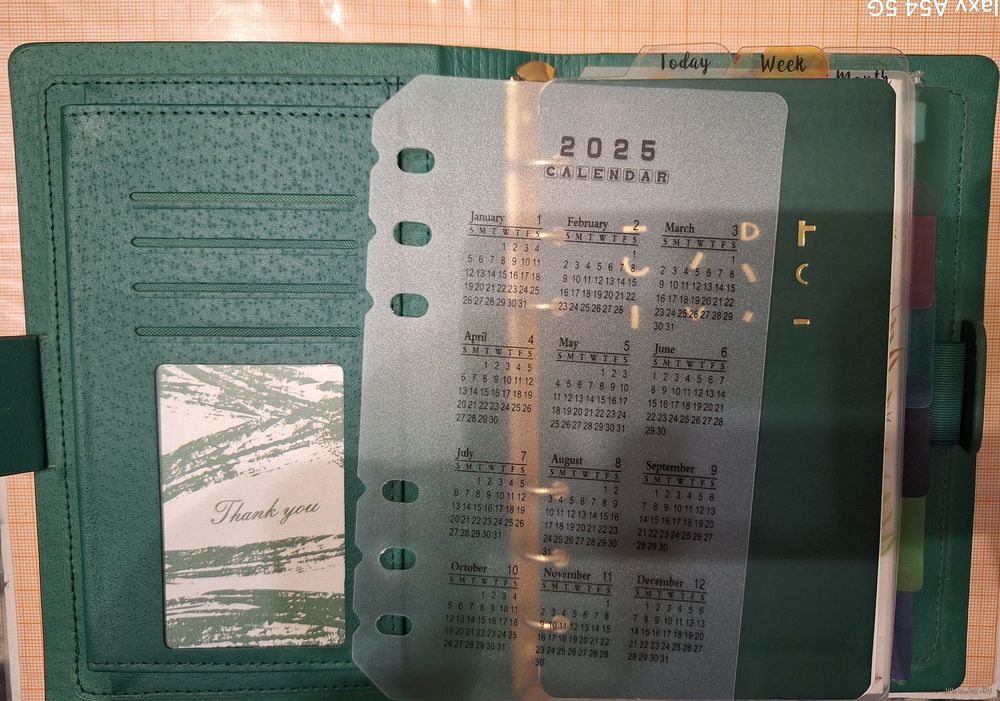 laxy A54 5G
Today
Week
Month
2025
CALENDAR
January 1
S M T W T F S
1 2 3 4
5 6 7 8 9 10 11
12 13 14 15 16 17 18
19 20 21 22 23 24 25
26 27 28 29 30 31
February 2
S M T W T F S
1
2 3 4 5 6 7 8
9 10 11 12 13 14 15
16 17 18 19 20 21 22
23 24 25 26 27 28
March 3
S M T W T F S
1
2 3 4 5 6 7 8
9 10 11 12 13 14 15
16 17 18 19 20 21 22
23 24 25 26 27 28 29
30 31
April 4
S M T W T F S
1 2 3 4 5
6 7 8 9 10 11 12
13 14 15 16 17 18 19
20 21 22 23 24 25 26
27 28 29 30
May 5
S M T W T F S
1 2 3
4 5 6 7 8 9 10
11 12 13 14 15 16 17
18 19 20 21 22 23 24
25 26 27 28 29 30 31
June 6
S M T W T F S
1 2 3 4 5 6 7
8 9 10 11 12 13 14
15 16 17 18 19 20 21
22 23 24 25 26 27 28
29 30
July 7
S M T W T F S
1 2 3 4 5
6 7 8 9 10 11 12
13 14 15 16 17 18 19
20 21 22 23 24 25 26
27 28 29 30 31
August 8
S M T W T F S
1 2
3 4 5 6 7 8 9
10 11 12 13 14 15 16
17 18 19 20 21 22 23
24 25 26 27 28 29 30
31
September 9
S M T W T F S
1 2 3 4 5 6
7 8 9 10 11 12 13
14 15 16 17 18 19 20
21 22 23 24 25 26 27
28 29 30
October 10
S M T W T F S
1 2 3 4
5 6 7 8 9 10 11
12 13 14 15 16 17 18
19 20 21 22 23 24 25
26 27 28 29 30 31
November 11
S M T W T F S
1
2 3 4 5 6 7 8
9 10 11 12 13 14 15
16 17 18 19 20 21 22
23 24 25 26 27 28 29
30
December 12
S M T W T F S
1 2 3 4 5 6
7 8 9 10 11 12 13
14 15 16 17 18 19 20
21 22 23 24 25 26 27
28 29 30 31
Thank you